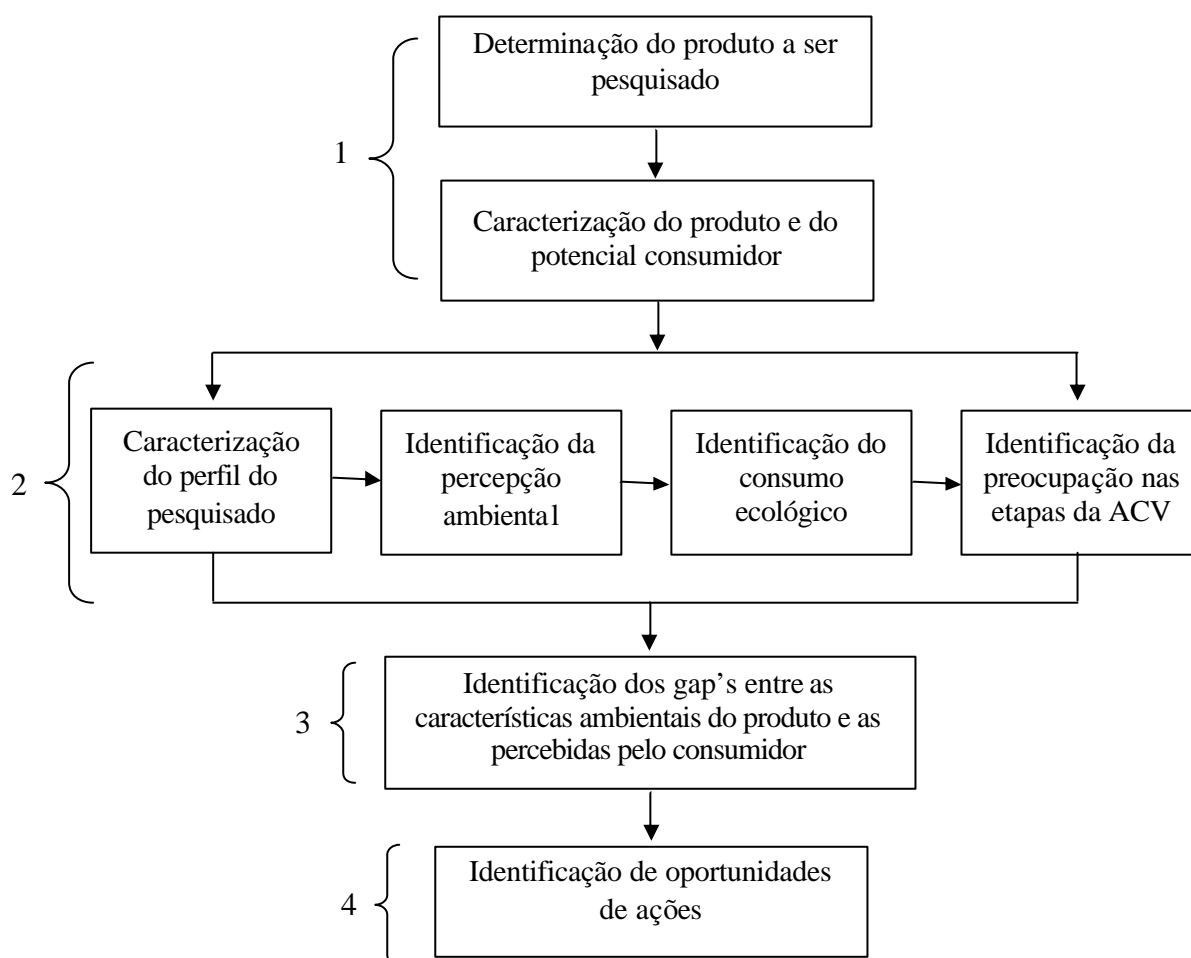 Determinação do produto a ser
pesquisado
1
Caracterização do produto e do
potencial consumidor
2
Caracterização
do perfil do
pesquisado
Identificação da
percepção
ambiental
Identificação do
consumo
ecológico
Identificação da
preocupação nas
etapas da ACV
3
Identificação dos gap’s entre as
características ambientais do produto e as
percebidas pelo consumidor
4
Identificação de oportunidades
de ações